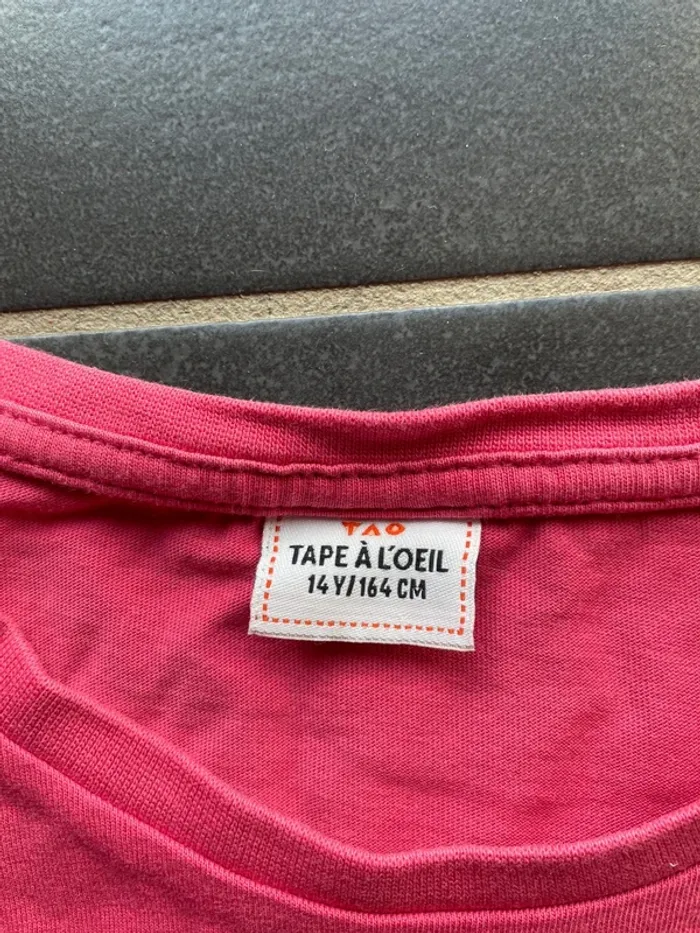 TAO
TAPE À L'OEIL
14Y/164 CM